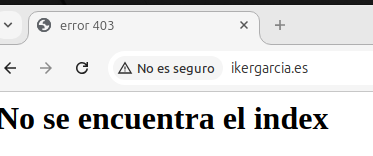 error 403
No es seguro
ikergarcia.es
No se encuentra el index